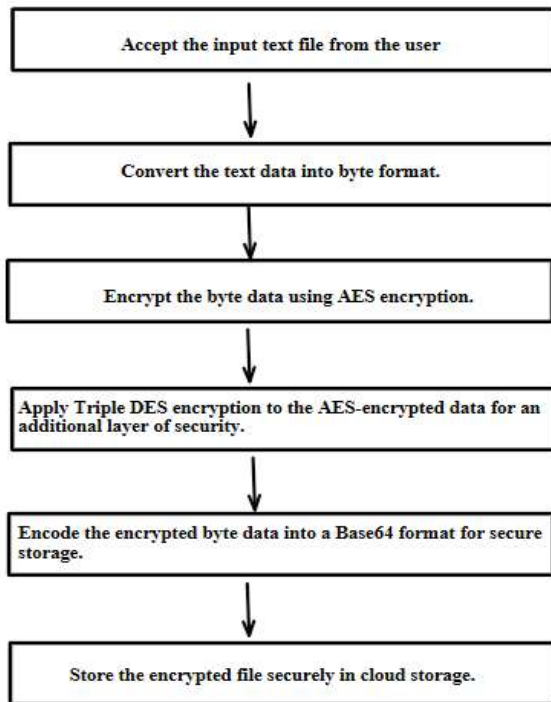 Accept the input text file from the user
Convert the text data into byte format.
Encrypt the byte data using AES encryption.
Apply Triple DES encryption to the AES-encrypted data for an
additional layer of security.
Encode the encrypted byte data into a Base64 format for secure
storage.
Store the encrypted file securely in cloud storage.